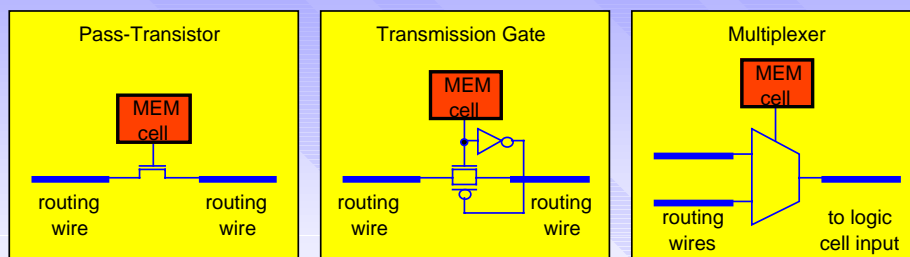 Pass-Transistor
MEM
cell
routing
wire
routing
wire
Transmission Gate
MEM
cell
routing
wire
routing
wire
Multiplexer
MEM
cell
routing
wires
to logic
cell input